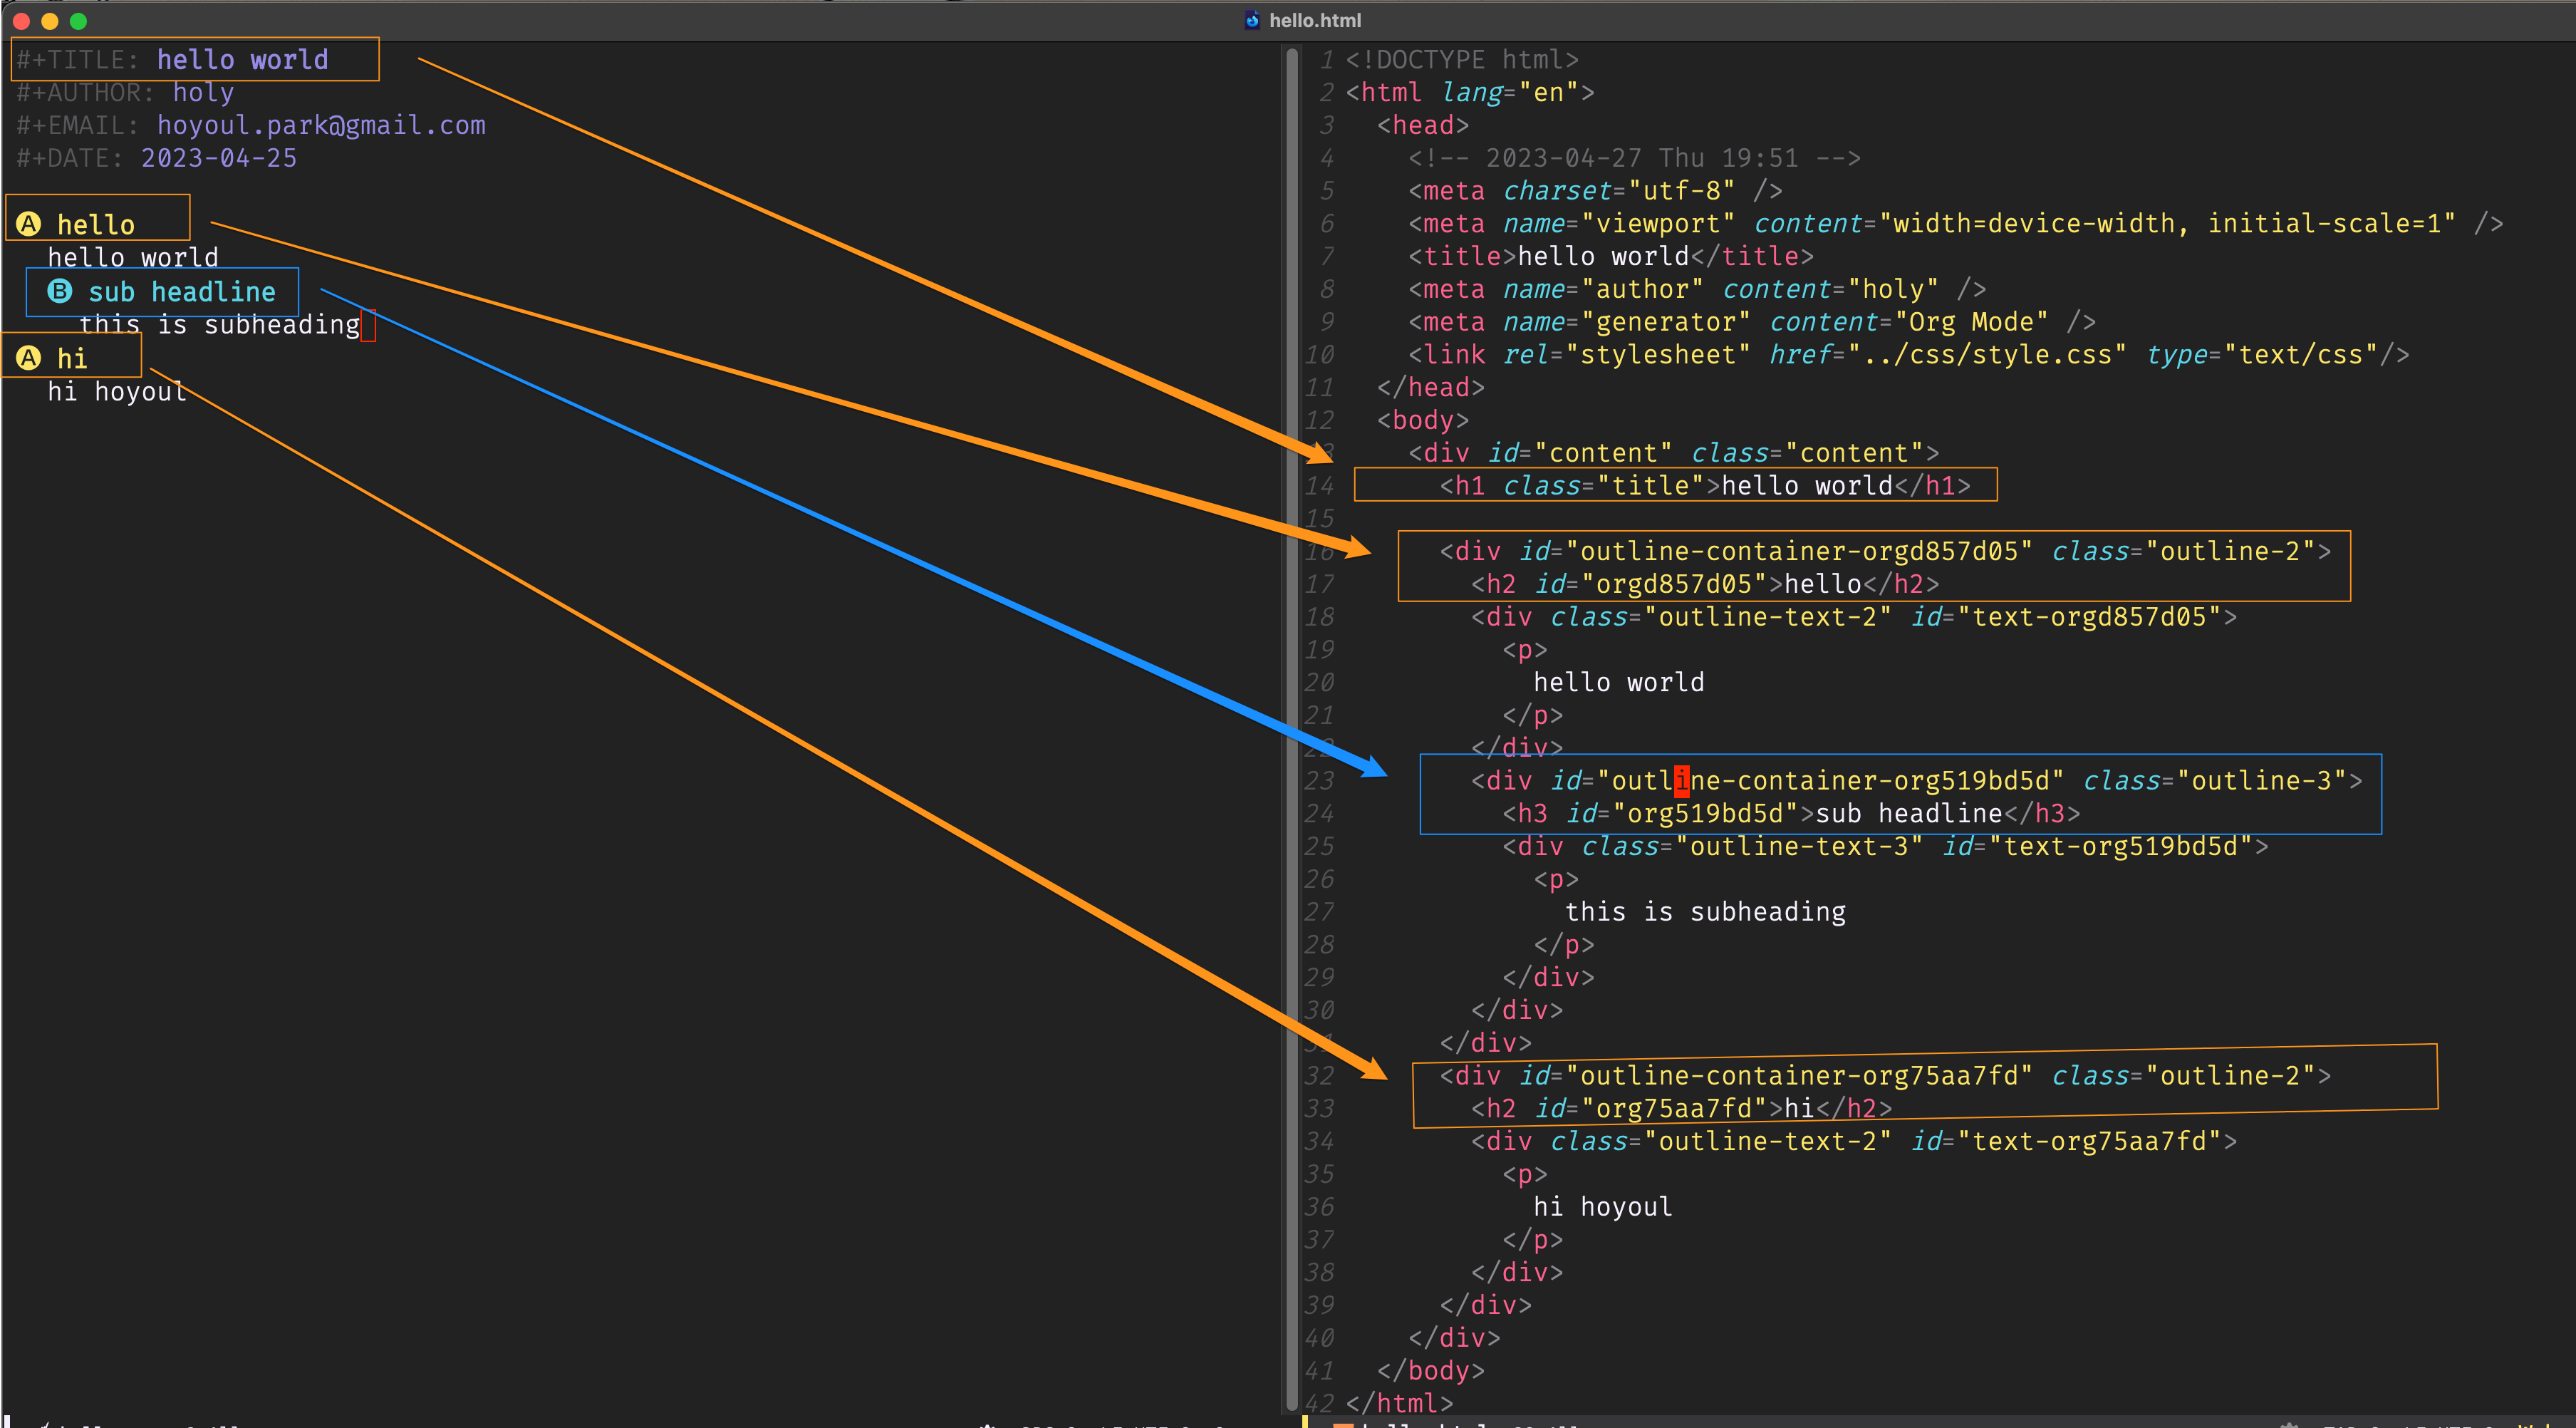 hello.html
#+TITLE: hello world
#+AUTHOR: holy
#+EMAIL: hoyoul.park@gmail.com
#+DATE: 2023-04-25
A hello
hello world
B sub headline
this is subheading
A hi
hi hoyoul
1 <!DOCTYPE html>
2 <html lang="en">
3 <head>
4 <!-- 2023-04-27 Thu 19:51 -->
5 <meta charset="utf-8" />
6 <meta name="viewport" content="width=device-width, initial-scale=1" />
7 <title>hello world</title>
8 <meta name="author" content="holy" />
9 <meta name="generator" content="Org Mode" />
10 <link rel="stylesheet" href="../css/style.css" type="text/css"/>
11 </head>
12 <body>
13 <div id="content" class="content">
14 <h1 class="title">hello world</h1>
15
16 <div id="outline-container-orgd857d05" class="outline-2">
17 <h2 id="orgd857d05">hello</h2>
18 <div class="outline-text-2" id="text-orgd857d05">
19 <p>
20 hello world
21 </p>
22 </div>
23 <div id="outline-container-org519bd5d" class="outline-3">
24 <h3 id="org519bd5d">sub headline</h3>
25 <div class="outline-text-3" id="text-org519bd5d">
26 <p>
27 this is subheading
28 </p>
29 </div>
30 </div>
31 </div>
32 <div id="outline-container-org75aa7fd" class="outline-2">
33 <h2 id="org75aa7fd">hi</h2>
34 <div class="outline-text-2" id="text-org75aa7fd">
35 <p>
36 hi hoyoul
37 </p>
38 </div>
39 </div>
40 </div>
41 </body>
42 </html>